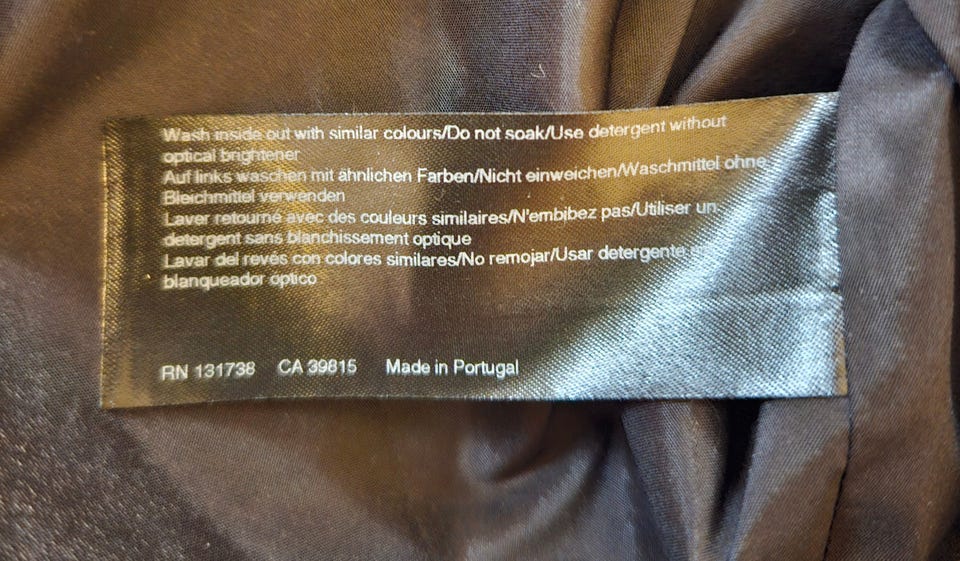 Wash inside out with similar colours/Do not soak/Use detergent without
optical brightener
Auf links waschen mit ähnlichen Farben/Nicht einweichen/Waschmittel ohne
Bleichmittel verwenden
Laver retourné avec des couleurs similaires/N'embibez pas/Utiliser un
detergent sans blanchissement optique
Lavar del revés con colores similares/No remojar/Usar detergente
blanqueador óptico
RN 131738 CA 39815 Made in Portugal